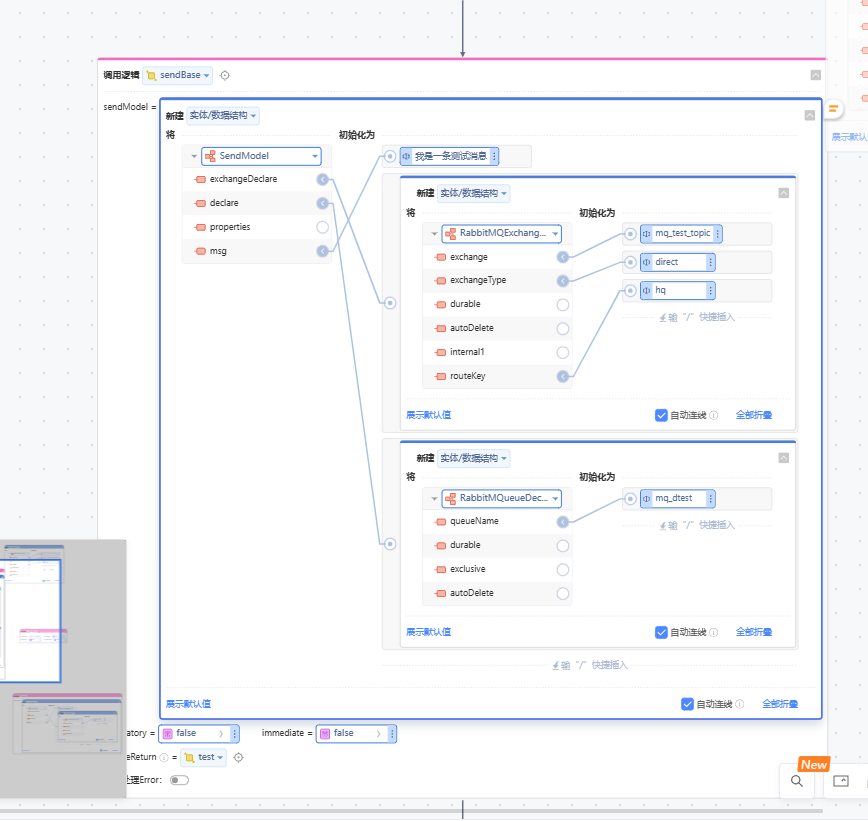 调用逻辑 sendBase
sendModel =
新建 实体/数据结构
将 初始化为
SendModel
exchangeDeclare
declare
properties
msg
我是一条测试消息
新建 实体/数据结构
将 初始化为
RabbitMQExchang...
exchange
exchangeType
durable
autoDelete
internal1
routeKey
mq_test_topic
direct
hq
输 "/" 快捷插入
展示默认值 自动连线 全部折叠
新建 实体/数据结构
将 初始化为
RabbitMQueueDec...
queueName
durable
exclusive
autoDelete
mq_dtest
输 "/" 快捷插入
展示默认值 自动连线 全部折叠
输 "/" 快捷插入
展示默认值 自动连线 全部折叠
atory = false immediate = false
eReturn = test
处理Error:
展示默认
New